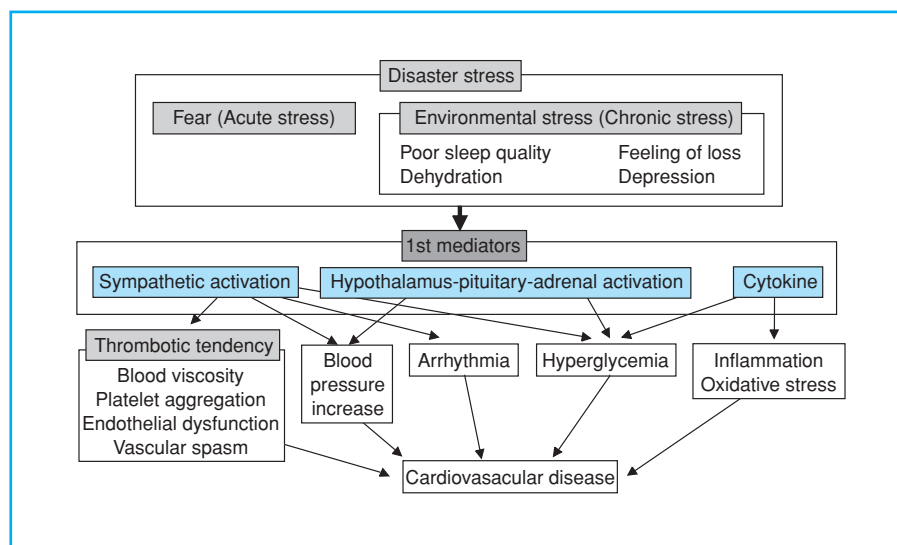 Disaster stress
Fear (Acute stress)
Environmental stress (Chronic stress)
Poor sleep quality
Feeling of loss
Dehydration
Depression
1st mediators
Sympathetic activation
Hypothalamus-pituitary-adrenal activation
Cytokine
Thrombotic tendency
Blood viscosity
Platelet aggregation
Endothelial dysfunction
Vascular spasm
Blood
pressure
increase
Arrhythmia
Hyperglycemia
Inflammation
Oxidative stress
Cardiovasacular disease